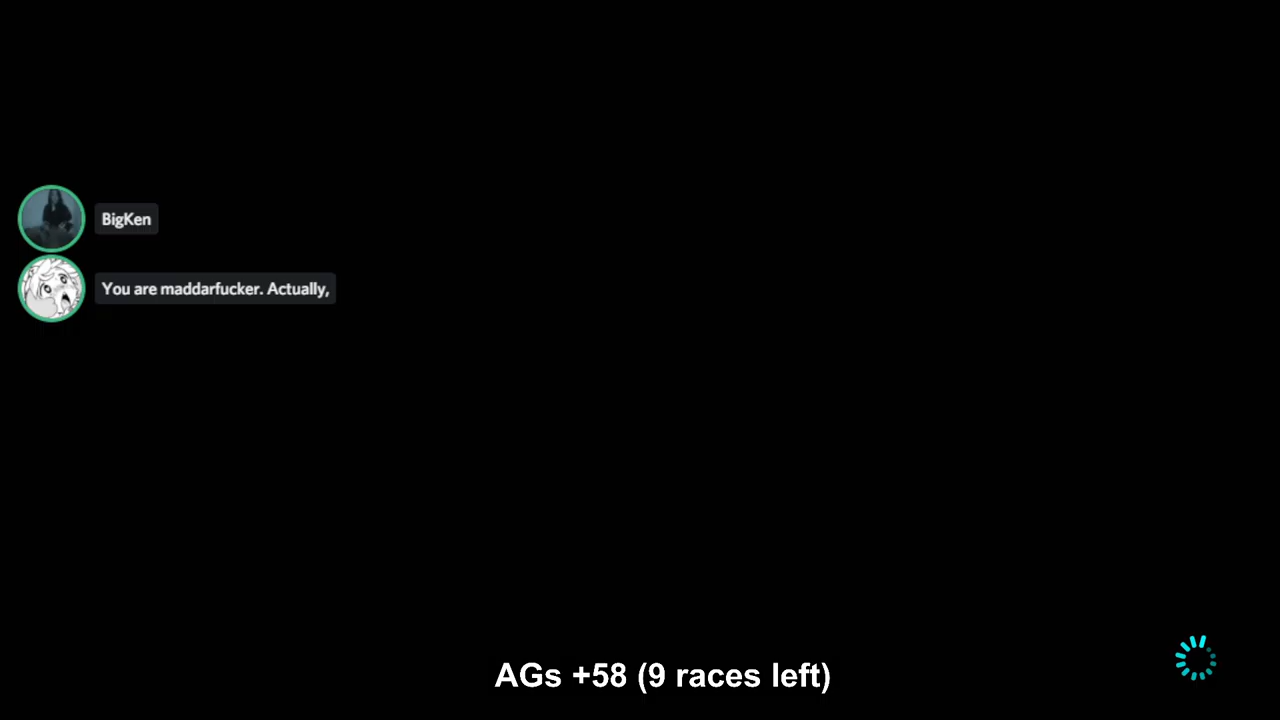 BigKen
You are maddarfucker. Actually,
AGs +58 (9 races left)